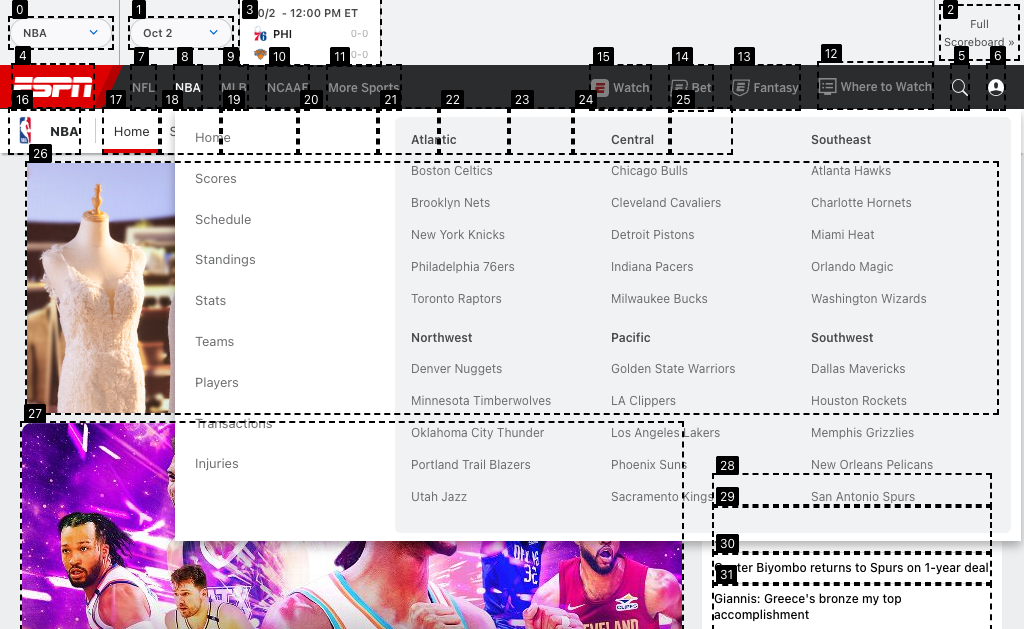 0
1
3
2
NBA
Oct 2
0/2 - 12:00 PM ET
PHI
0-0
0-0
Full
Scoreboard »
4
7
8
9
10
11
15
14
13
12
5
6
ESPN
NFL
NBA
MLB
NCAAF
More Sports
Watch
Bet
Fantasy
Where to Watch
16
17
18
19
20
21
22
23
24
25
NBA
Home
S
26
Home
Scores
Schedule
Standings
Stats
Teams
Players
Transactions
Injuries
Atlantic
Boston Celtics
Brooklyn Nets
New York Knicks
Philadelphia 76ers
Toronto Raptors
Central
Chicago Bulls
Cleveland Cavaliers
Detroit Pistons
Indiana Pacers
Milwaukee Bucks
Southeast
Atlanta Hawks
Charlotte Hornets
Miami Heat
Orlando Magic
Washington Wizards
Northwest
Denver Nuggets
Minnesota Timberwolves
Oklahoma City Thunder
Portland Trail Blazers
Utah Jazz
Pacific
Golden State Warriors
LA Clippers
Los Angeles Lakers
Phoenix Suns
Sacramento Kings
Southwest
Dallas Mavericks
Houston Rockets
Memphis Grizzlies
New Orleans Pelicans
San Antonio Spurs
27
28
29
30
31
ter Biyombo returns to Spurs on 1-year deal
Giannis: Greece's bronze my top
accomplishment